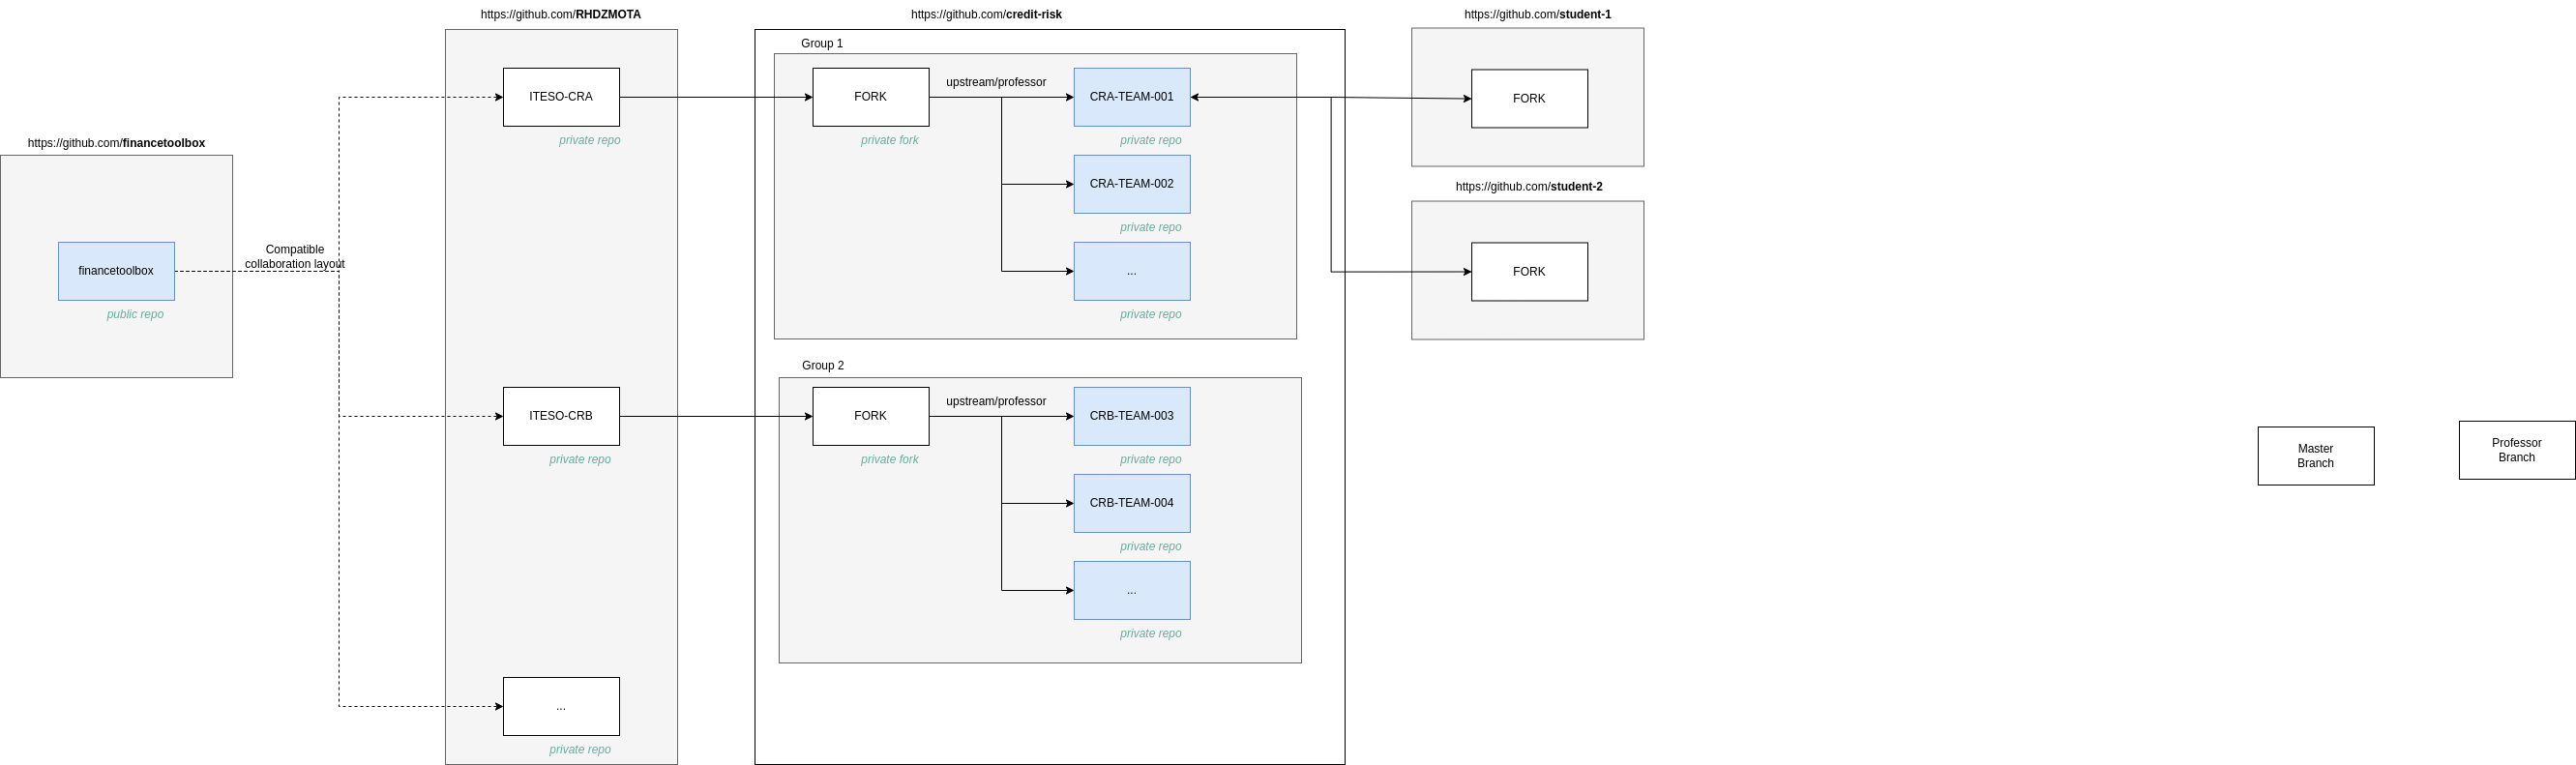 https://github.com/financetoolbox
financetoolbox
public repo
Compatible
collaboration layout
https://github.com/RHDZMOTA
ITESO-CRA
private repo
ITESO-CRB
private repo
...
private repo
https://github.com/credit-risk
Group 1
FORK
private fork
upstream/professor
CRA-TEAM-001
private repo
CRA-TEAM-002
private repo
...
private repo
Group 2
FORK
private fork
upstream/professor
CRB-TEAM-003
private repo
CRB-TEAM-004
private repo
...
private repo
https://github.com/student-1
FORK
https://github.com/student-2
FORK
Master
Branch
Professor
Branch